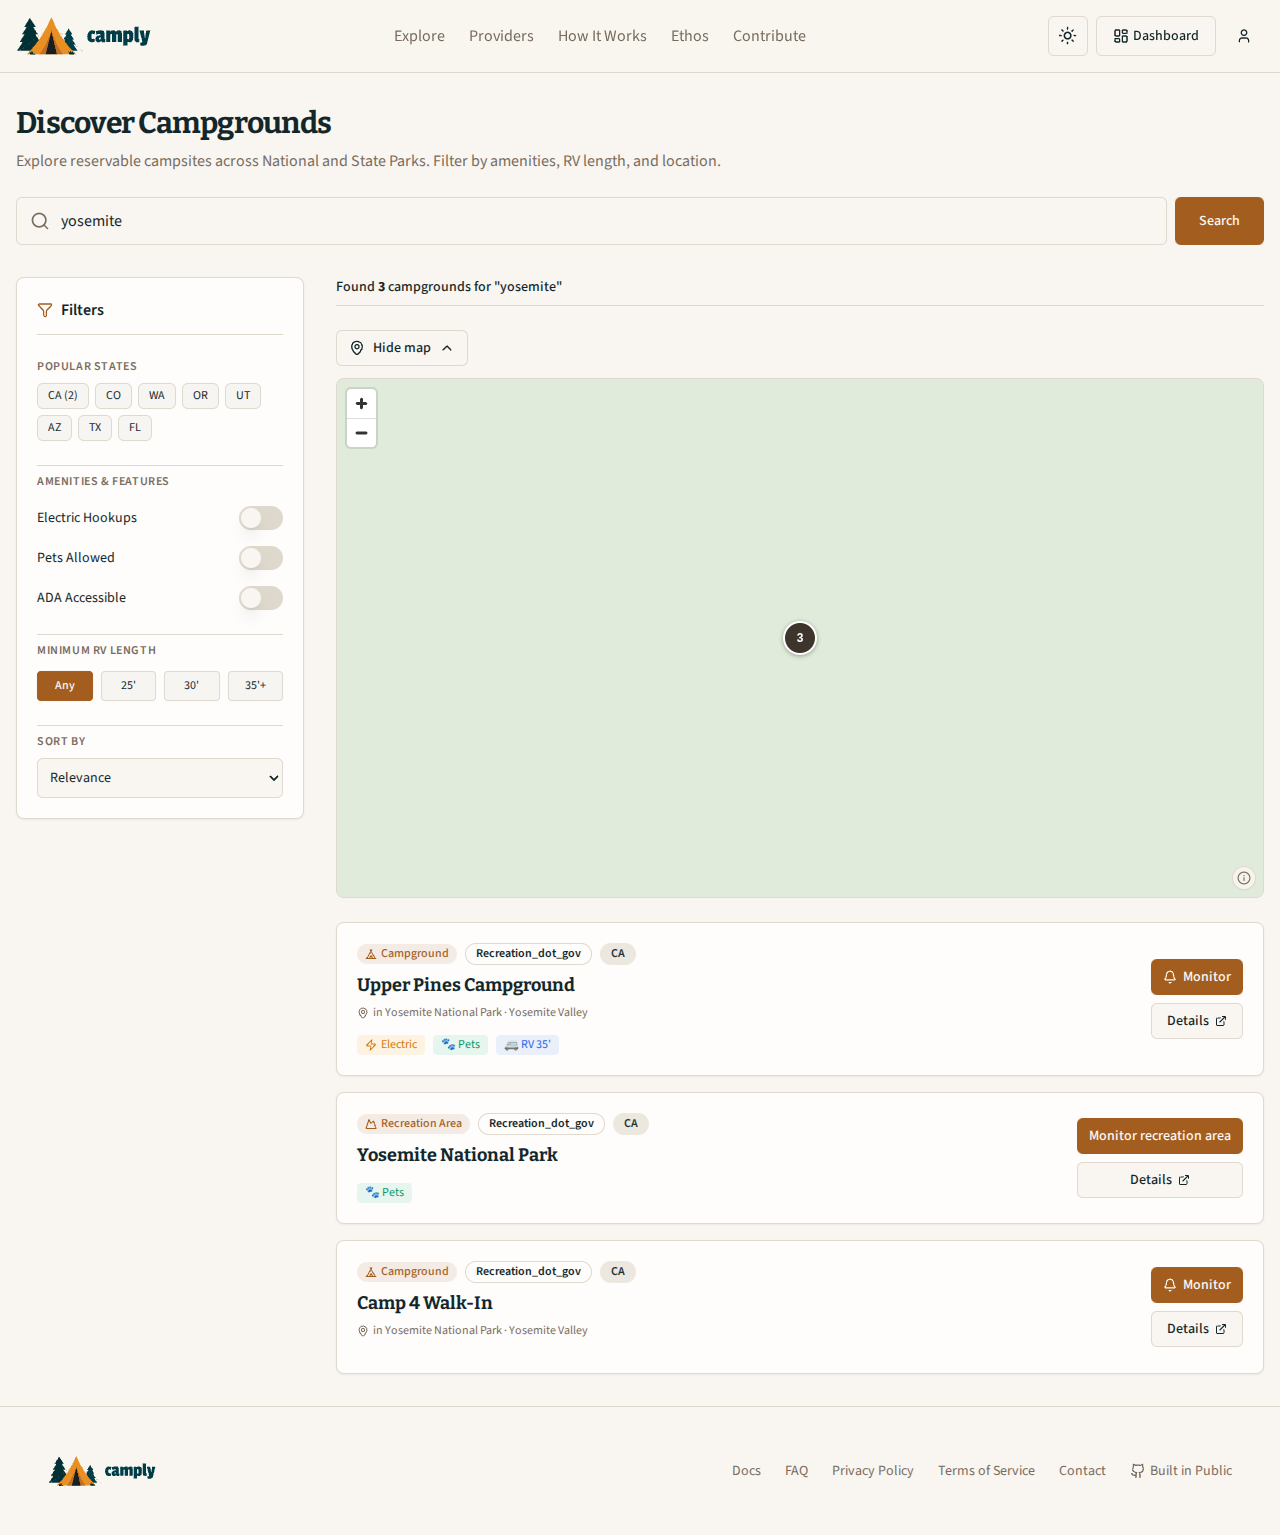 camply
Explore Providers How It Works Ethos Contribute
Dashboard
Discover Campgrounds
Explore reservable campsites across National and State Parks. Filter by amenities, RV length, and location.
yosemite
Search
Filters
POPULAR STATES
CA (2) CO WA OR UT
AZ TX FL
AMENITIES & FEATURES
Electric Hookups
Pets Allowed
ADA Accessible
MINIMUM RV LENGTH
Any 25' 30' 35'+
SORT BY
Relevance
Found 3 campgrounds for "yosemite"
Hide map
3
Campground Recreation_dot_gov CA
Upper Pines Campground
in Yosemite National Park · Yosemite Valley
Electric 🐾 Pets 🚐 RV 35'
Monitor
Details
Recreation Area Recreation_dot_gov CA
Yosemite National Park
🐾 Pets
Monitor recreation area
Details
Campground Recreation_dot_gov CA
Camp 4 Walk-In
in Yosemite National Park · Yosemite Valley
Monitor
Details
camply
Docs FAQ Privacy Policy Terms of Service Contact Built in Public